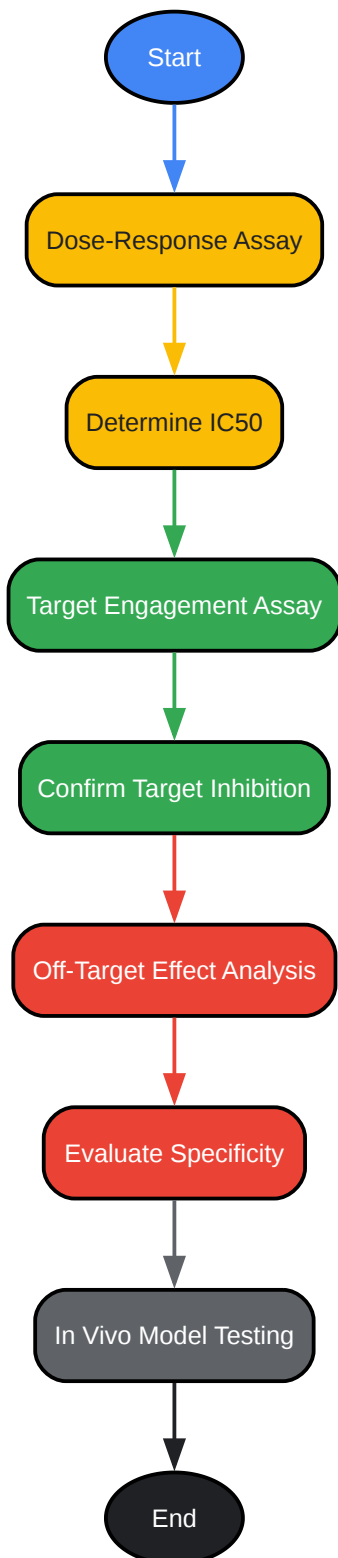 Start
Dose-Response Assay
Determine IC50
Target Engagement Assay
Confirm Target Inhibition
Off-Target Effect Analysis
Evaluate Specificity
In Vivo Model Testing
End